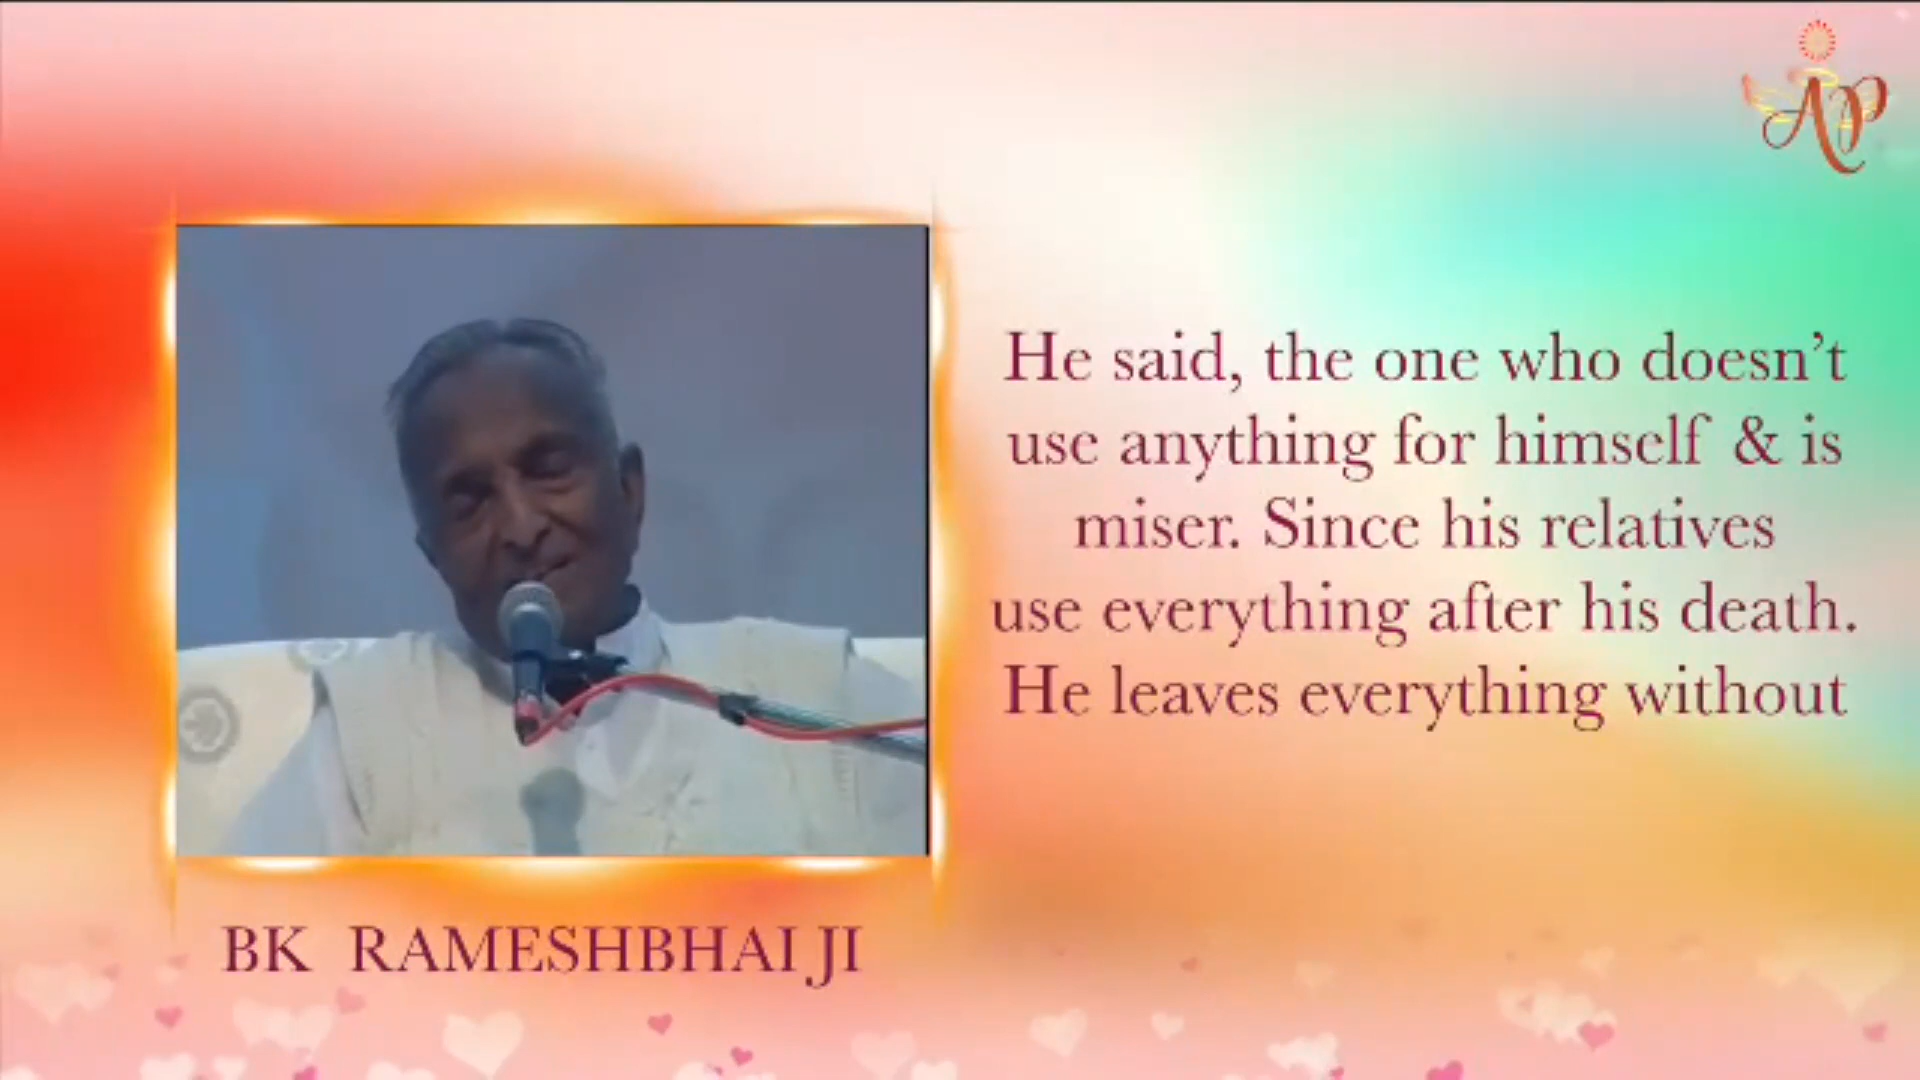 AP
He said, the one who doesn’t
use anything for himself & is
miser. Since his relatives
use everything after his death.
He leaves everything without
BK RAMESHBHAI JI